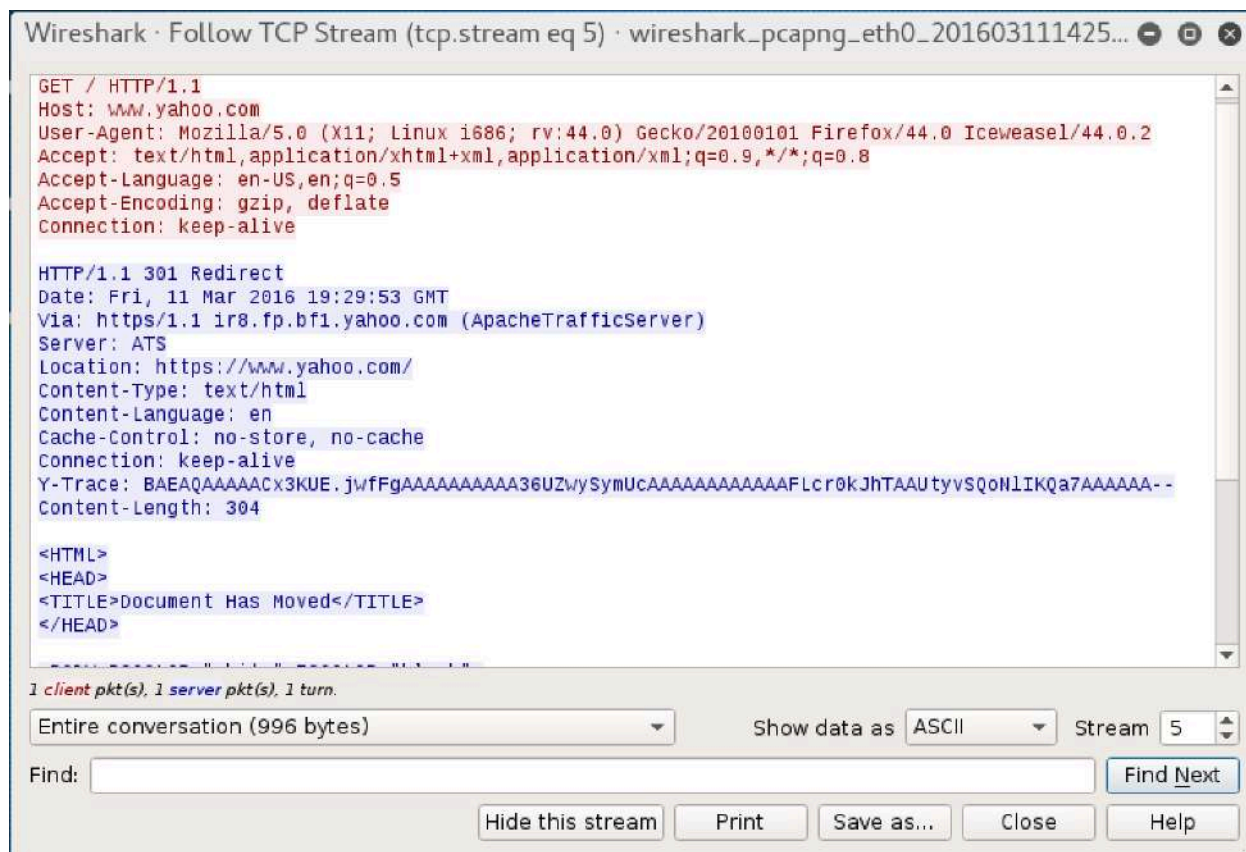 Wireshark · Follow TCP Stream (tcp.stream eq 5) · wireshark_pcapng_eth0_201603111425...
GET / HTTP/1.1
Host: www.yahoo.com
User-Agent: Mozilla/5.0 (X11; Linux i686; rv:44.0) Gecko/20100101 Firefox/44.0 Iceweasel/44.0.2
Accept: text/html,application/xhtml+xml,application/xml;q=0.9,*/*;q=0.8
Accept-Language: en-US,en;q=0.5
Accept-Encoding: gzip, deflate
Connection: keep-alive
HTTP/1.1 301 Redirect
Date: Fri, 11 Mar 2016 19:29:53 GMT
Via: https/1.1 ir8.fp.bf1.yahoo.com (ApacheTrafficServer)
Server: ATS
Location: https://www.yahoo.com/
Content-Type: text/html
Content-Language: en
Cache-Control: no-store, no-cache
Connection: keep-alive
Y-Trace: BAEAQAAAAACx3KUE.jwfFgAAAAAAAAAA36UZwySymUcAAAAAAAAAAAAFLcr0kJhTAAUtyvSQoNlIKQa7AAAAAA--
Content-Length: 304
<HTML>
<HEAD>
<TITLE>Document Has Moved</TITLE>
</HEAD>
1 client pkt(s), 1 server pkt(s), 1 turn.
Entire conversation (996 bytes) Show data as ASCII Stream 5
Find: Find Next
Hide this stream Print Save as... Close Help